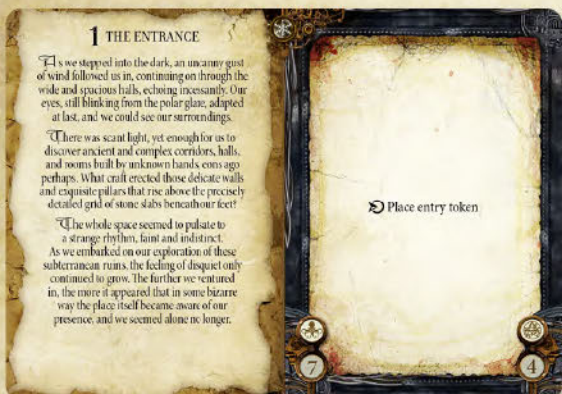 1 THE ENTRANCE
As we stepped into the dark, an uncanny gust
of wind followed us in, continuing on through the
wide and spacious halls, echoing incessantly. Our
eyes, still blinking from the polar glare, adapted
at last, and we could see our surroundings.
There was scant light, yet enough for us to
discover ancient and complex corridors, halls,
and rooms built by unknown hands eons ago
perhaps. What craft erected those delicate walls
and exquisite pillars that rise above the precisely
detailed grid of stone slabs beneath our feet?
The whole space seemed to pulsate to
a strange rhythm, faint and indistinct.
As we embarked on our exploration of these
subterranean ruins, the feeling of disquiet only
continued to grow. The further we ventured
in, the more it appeared that in some bizarre
way the place itself became aware of our
presence, and we seemed alone no longer.
Place entry token
7
4